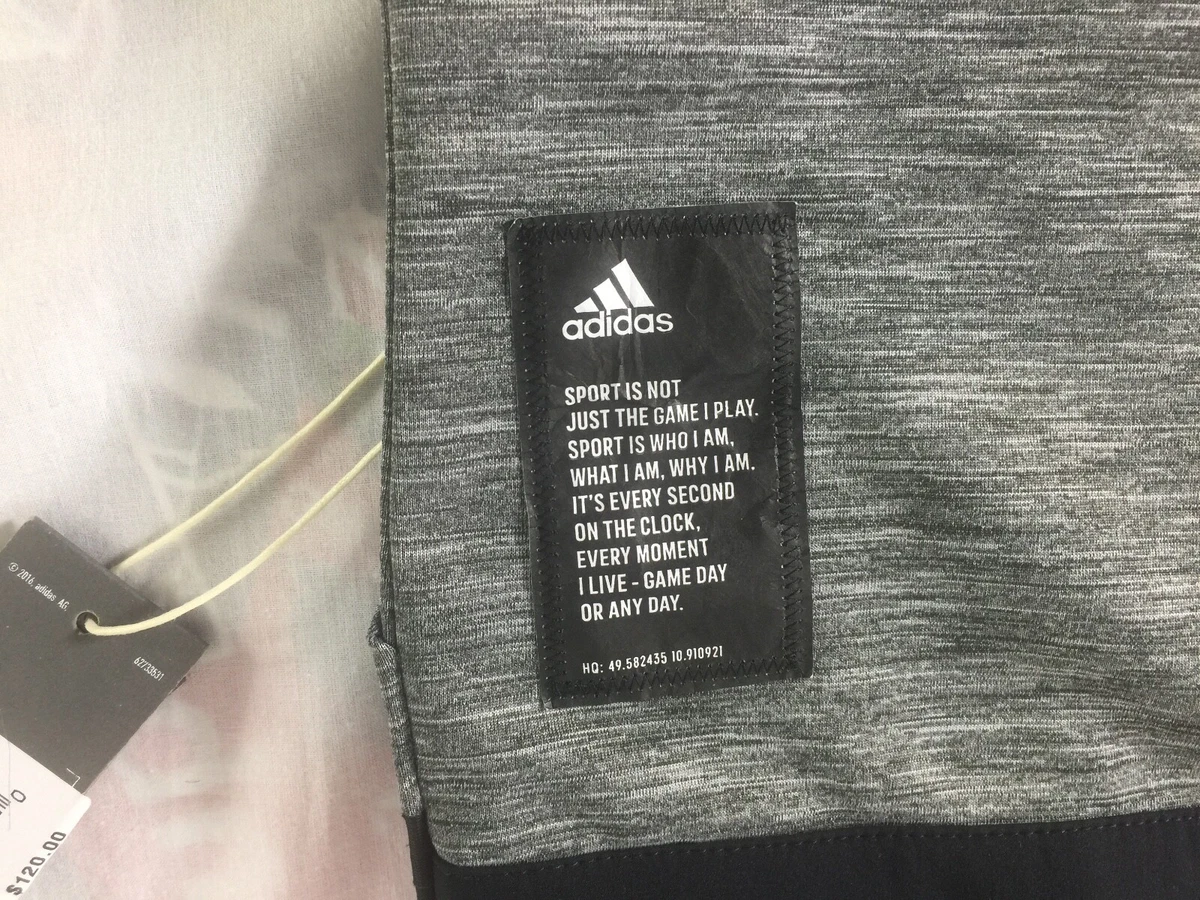 adidas
SPORT IS NOT
JUST THE GAME I PLAY.
SPORT IS WHO I AM,
WHAT I AM, WHY I AM.
IT'S EVERY SECOND
ON THE CLOCK,
EVERY MOMENT
I LIVE - GAME DAY
OR ANY DAY.
HQ: 49.582435 10.910921
© 2016, adidas AG.
62733531
0
$120.00